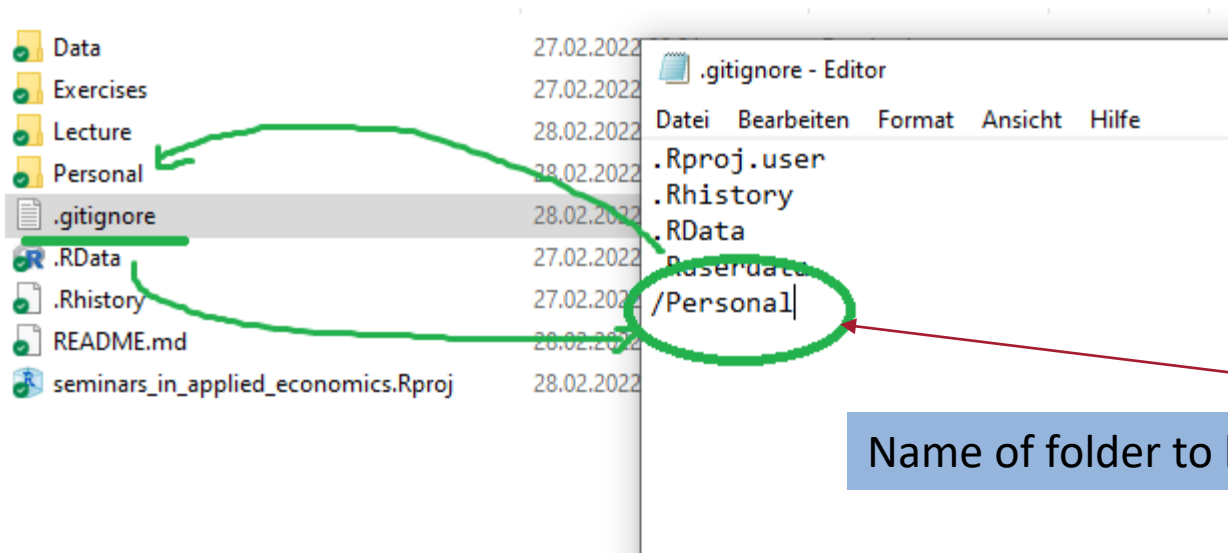 Data 27.02.2022
Exercises 27.02.2022
Lecture 28.02.2022
Personal 28.02.2022
.gitignore 28.02.2022
.RData 27.02.2022
.Rhistory 27.02.2022
README.md 28.02.2022
seminars_in_applied_economics.Rproj 28.02.2022
.gitignore - Editor
Datei Bearbeiten Format Ansicht Hilfe
.Rproj.user
.Rhistory
.RData
.Ruserdata
/Personal
Name of folder to